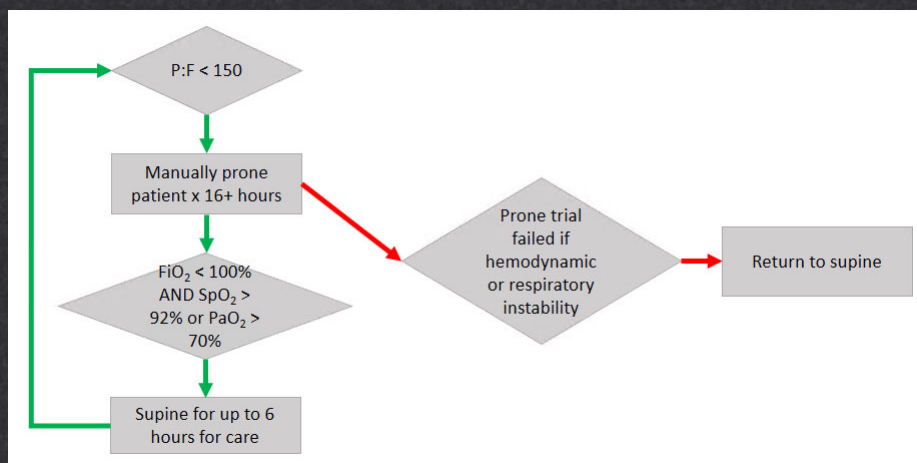 P:F < 150
Manually prone
patient x 16+ hours
FiO₂ < 100%
AND SpO₂ >
92% or PaO₂ >
70%
Supine for up to 6
hours for care
Prone trial
failed if
hemodynamic
or respiratory
instability
Return to supine